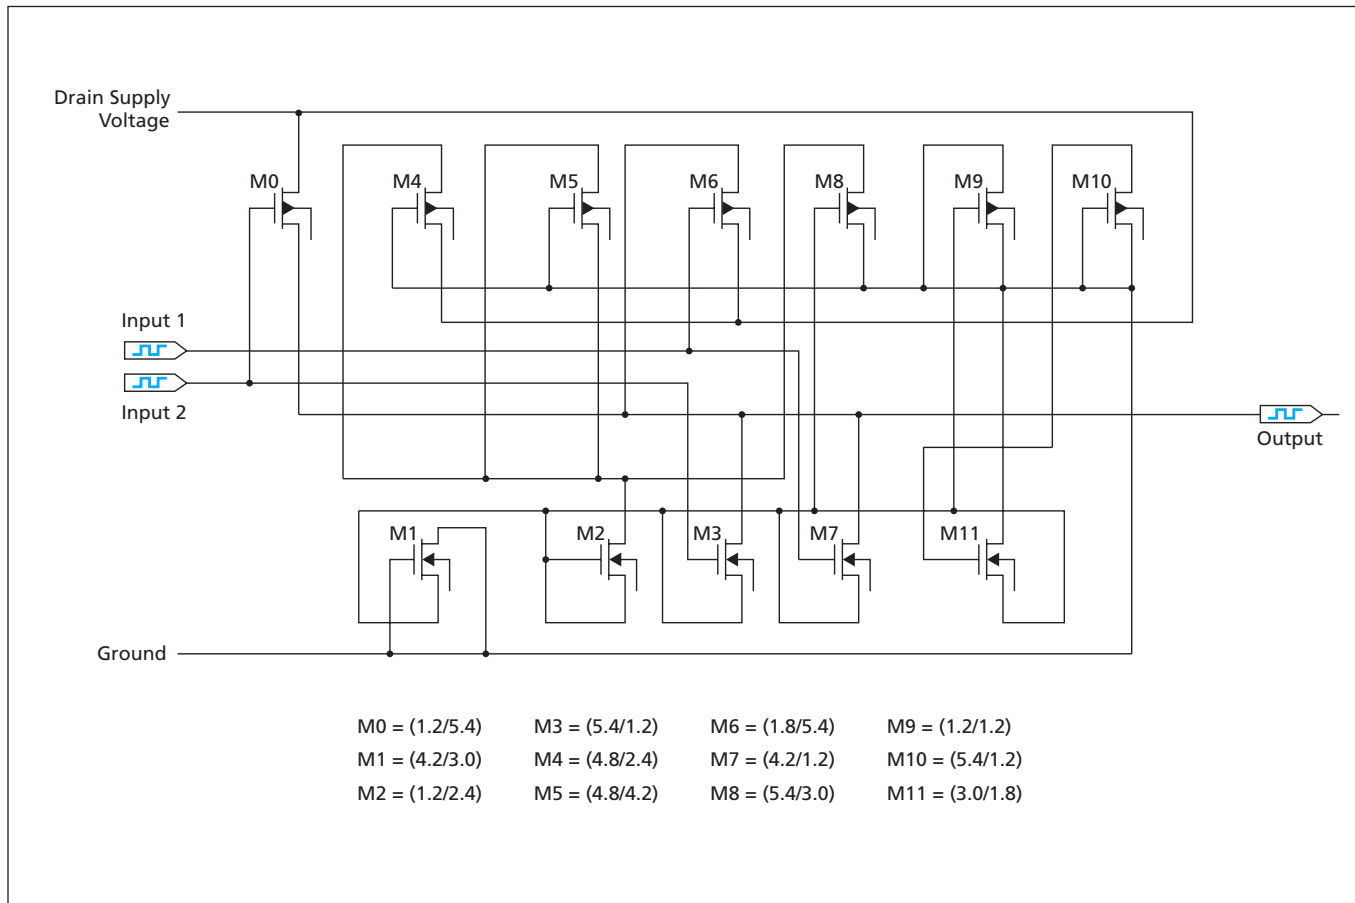 Drain Supply
Voltage
M0
M4
M5
M6
M8
M9
M10
Input 1
Input 2
Output
M1
M2
M3
M7
M11
Ground
M0 = (1.2/5.4) M3 = (5.4/1.2) M6 = (1.8/5.4) M9 = (1.2/1.2)
M1 = (4.2/3.0) M4 = (4.8/2.4) M7 = (4.2/1.2) M10 = (5.4/1.2)
M2 = (1.2/2.4) M5 = (4.8/4.2) M8 = (5.4/3.0) M11 = (3.0/1.8)